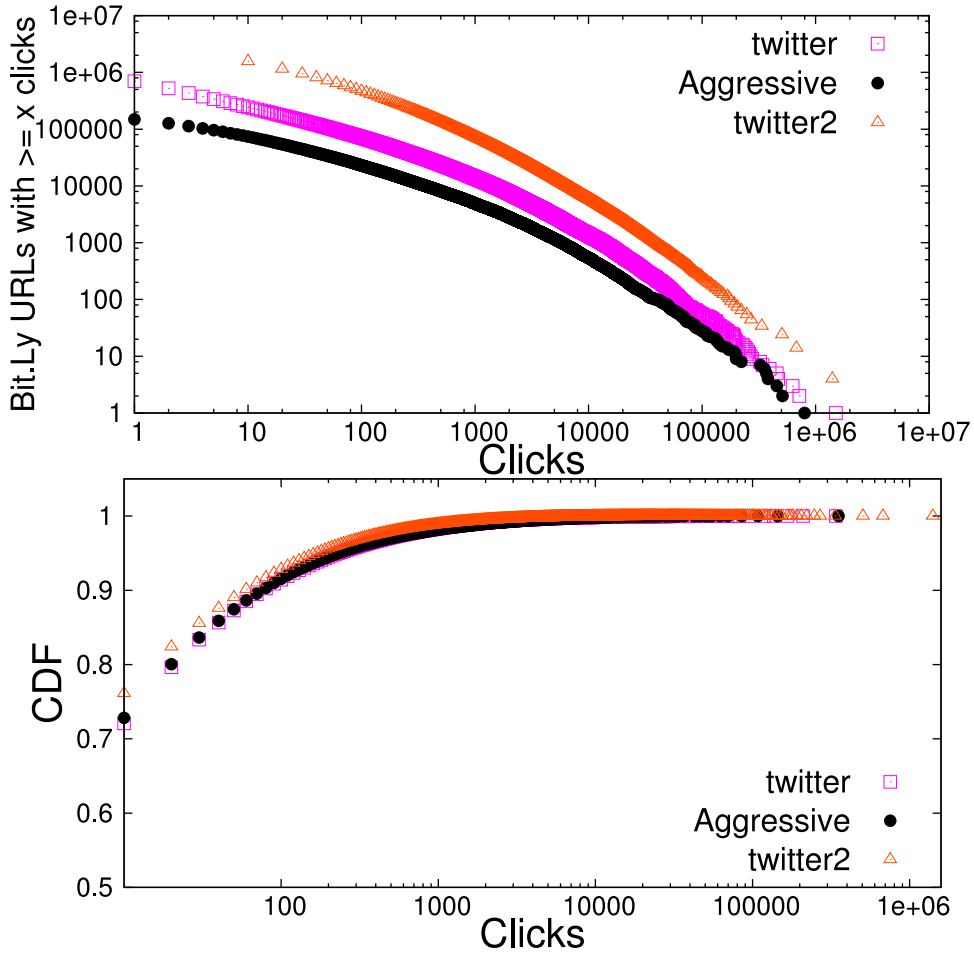 Bit.Ly URLs with >= x clicks
1e+07
1e+06
100000
10000
1000
100
10
1
twitter
Aggressive
twitter2
1 10 100 1000 10000 100000 1e+06 1e+07
Clicks
CDF
1
0.9
0.8
0.7
0.6
0.5
twitter
Aggressive
twitter2
100 1000 10000 100000 1e+06
Clicks